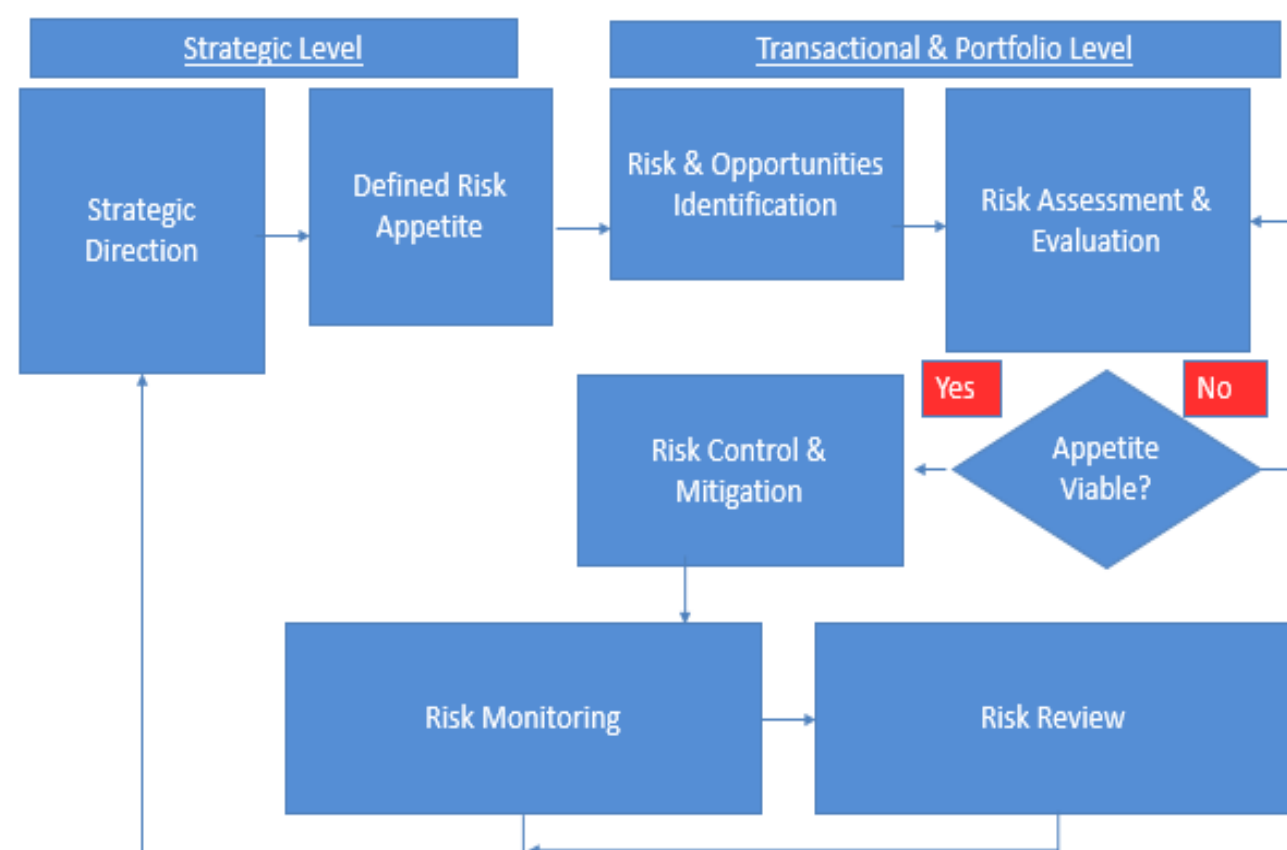 Strategic Level
Transactional & Portfolio Level
Strategic
Direction
Defined Risk
Appetite
Risk & Opportunities
Identification
Risk Assessment &
Evaluation
Yes
No
Risk Control &
Mitigation
Appetite
Viable?
Risk Monitoring
Risk Review